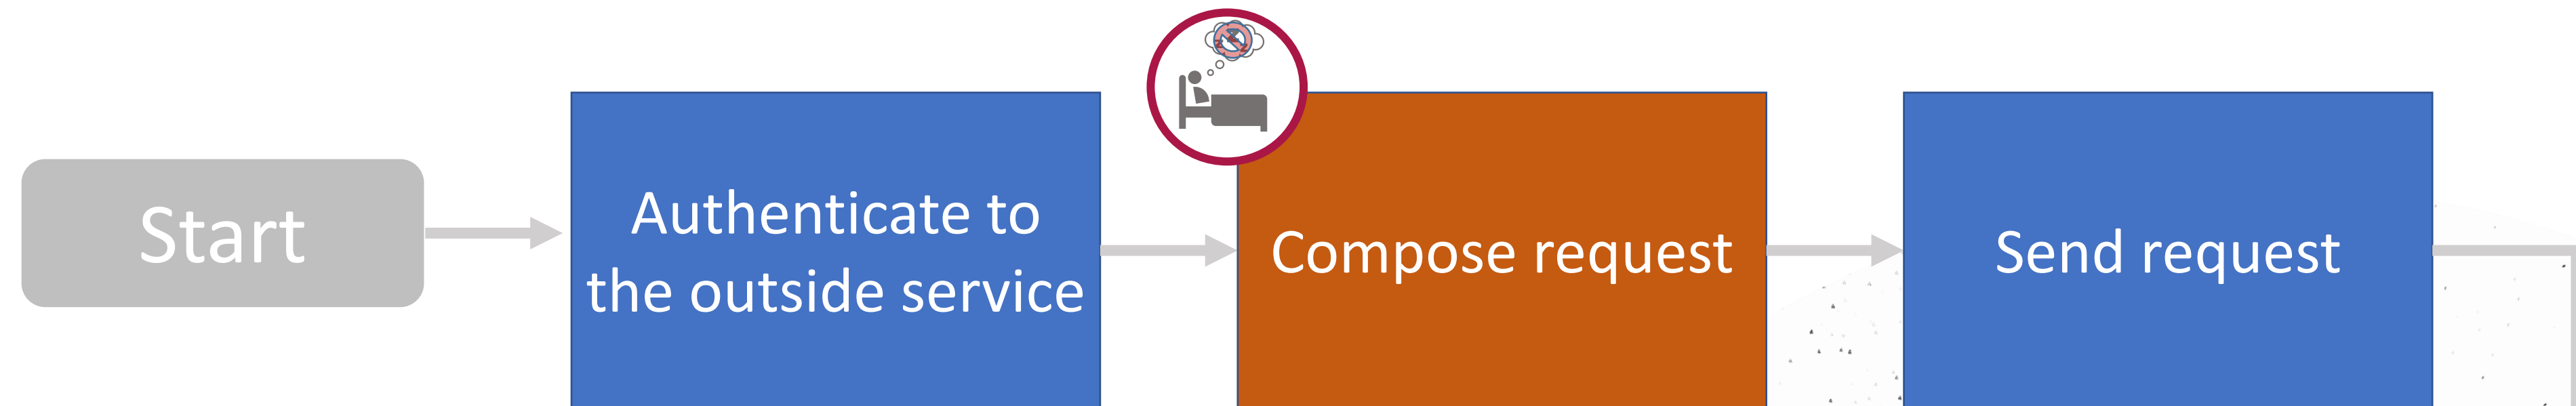 Start
Authenticate to
the outside service
Compose request
Send request